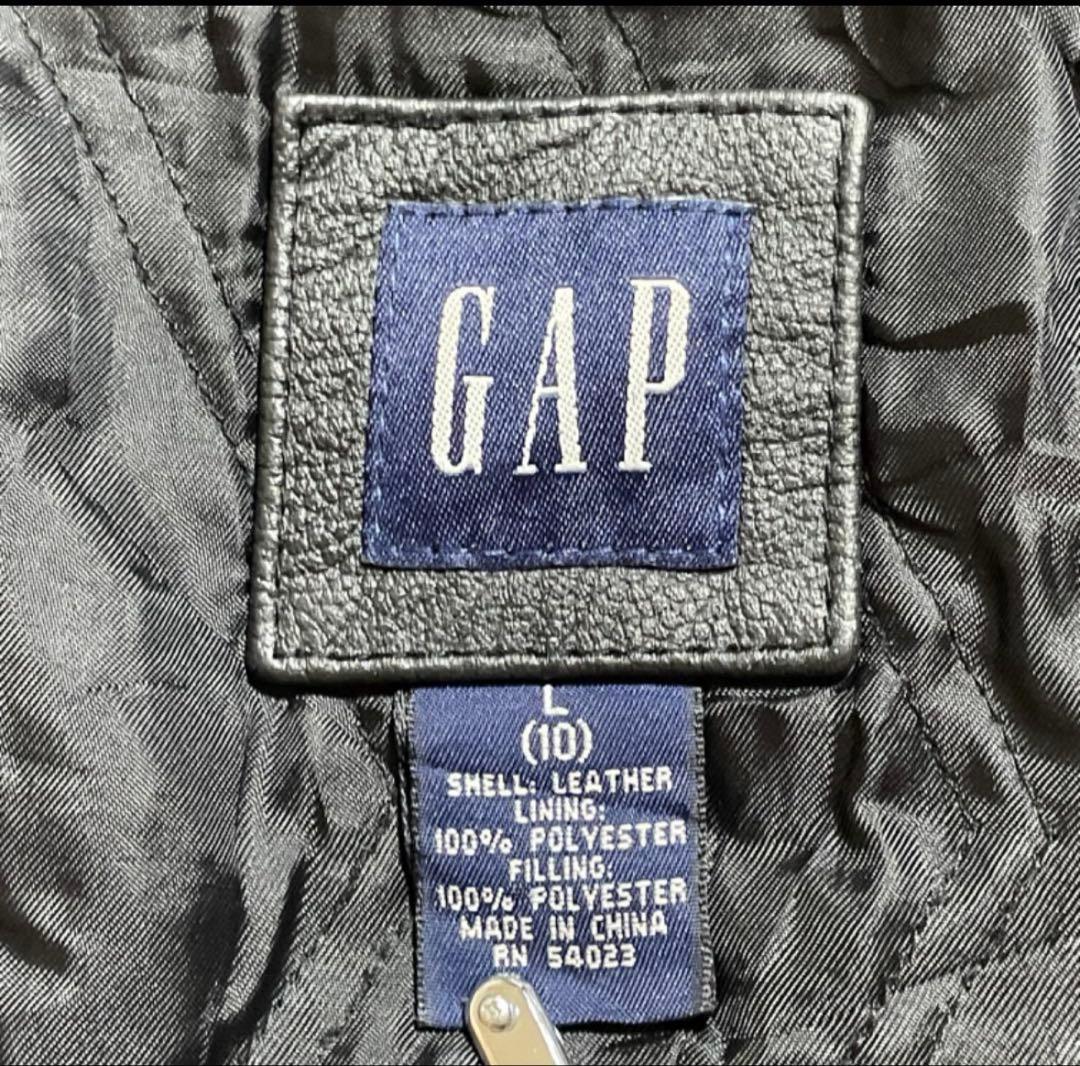 GAP
L
(10)
SHELL: LEATHER
LINING:
100% POLYESTER
FILLING:
100% POLYESTER
MADE IN CHINA
RN 54023